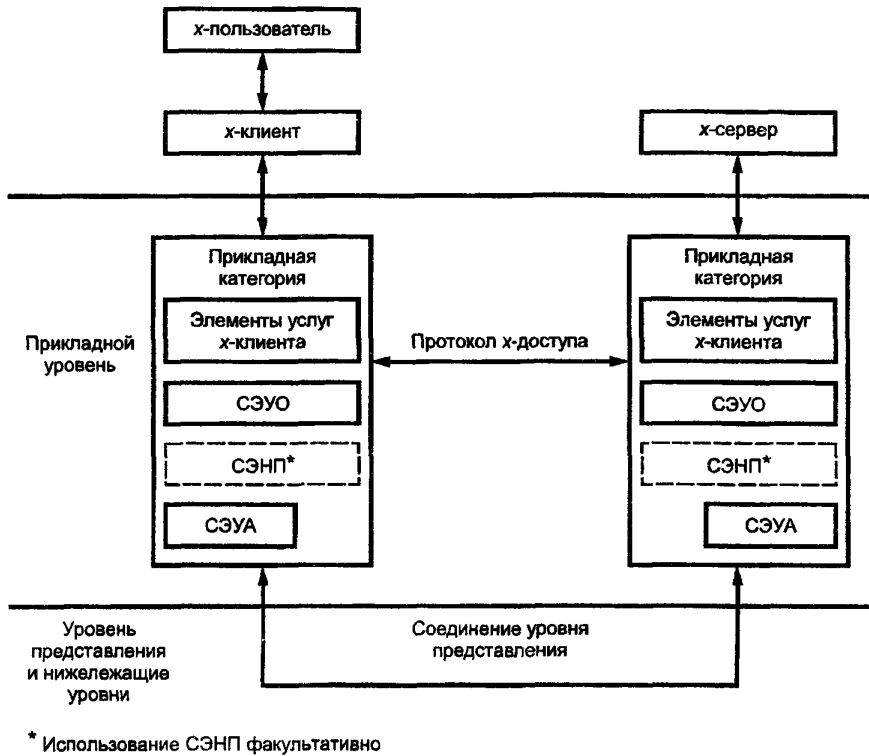 x-пользователь
x-клиент
x-сервер
Прикладная
категория
Прикладная
категория
Элементы услуг
x-клиента
Элементы услуг
x-клиента
Прикладной
уровень
Протокол x-доступа
СЭУО
СЭУО
СЭНП*
СЭНП*
СЭУА
СЭУА
Уровень
представления
и нижележащие
уровни
Соединение уровня
представления
* Использование СЭНП факультативно